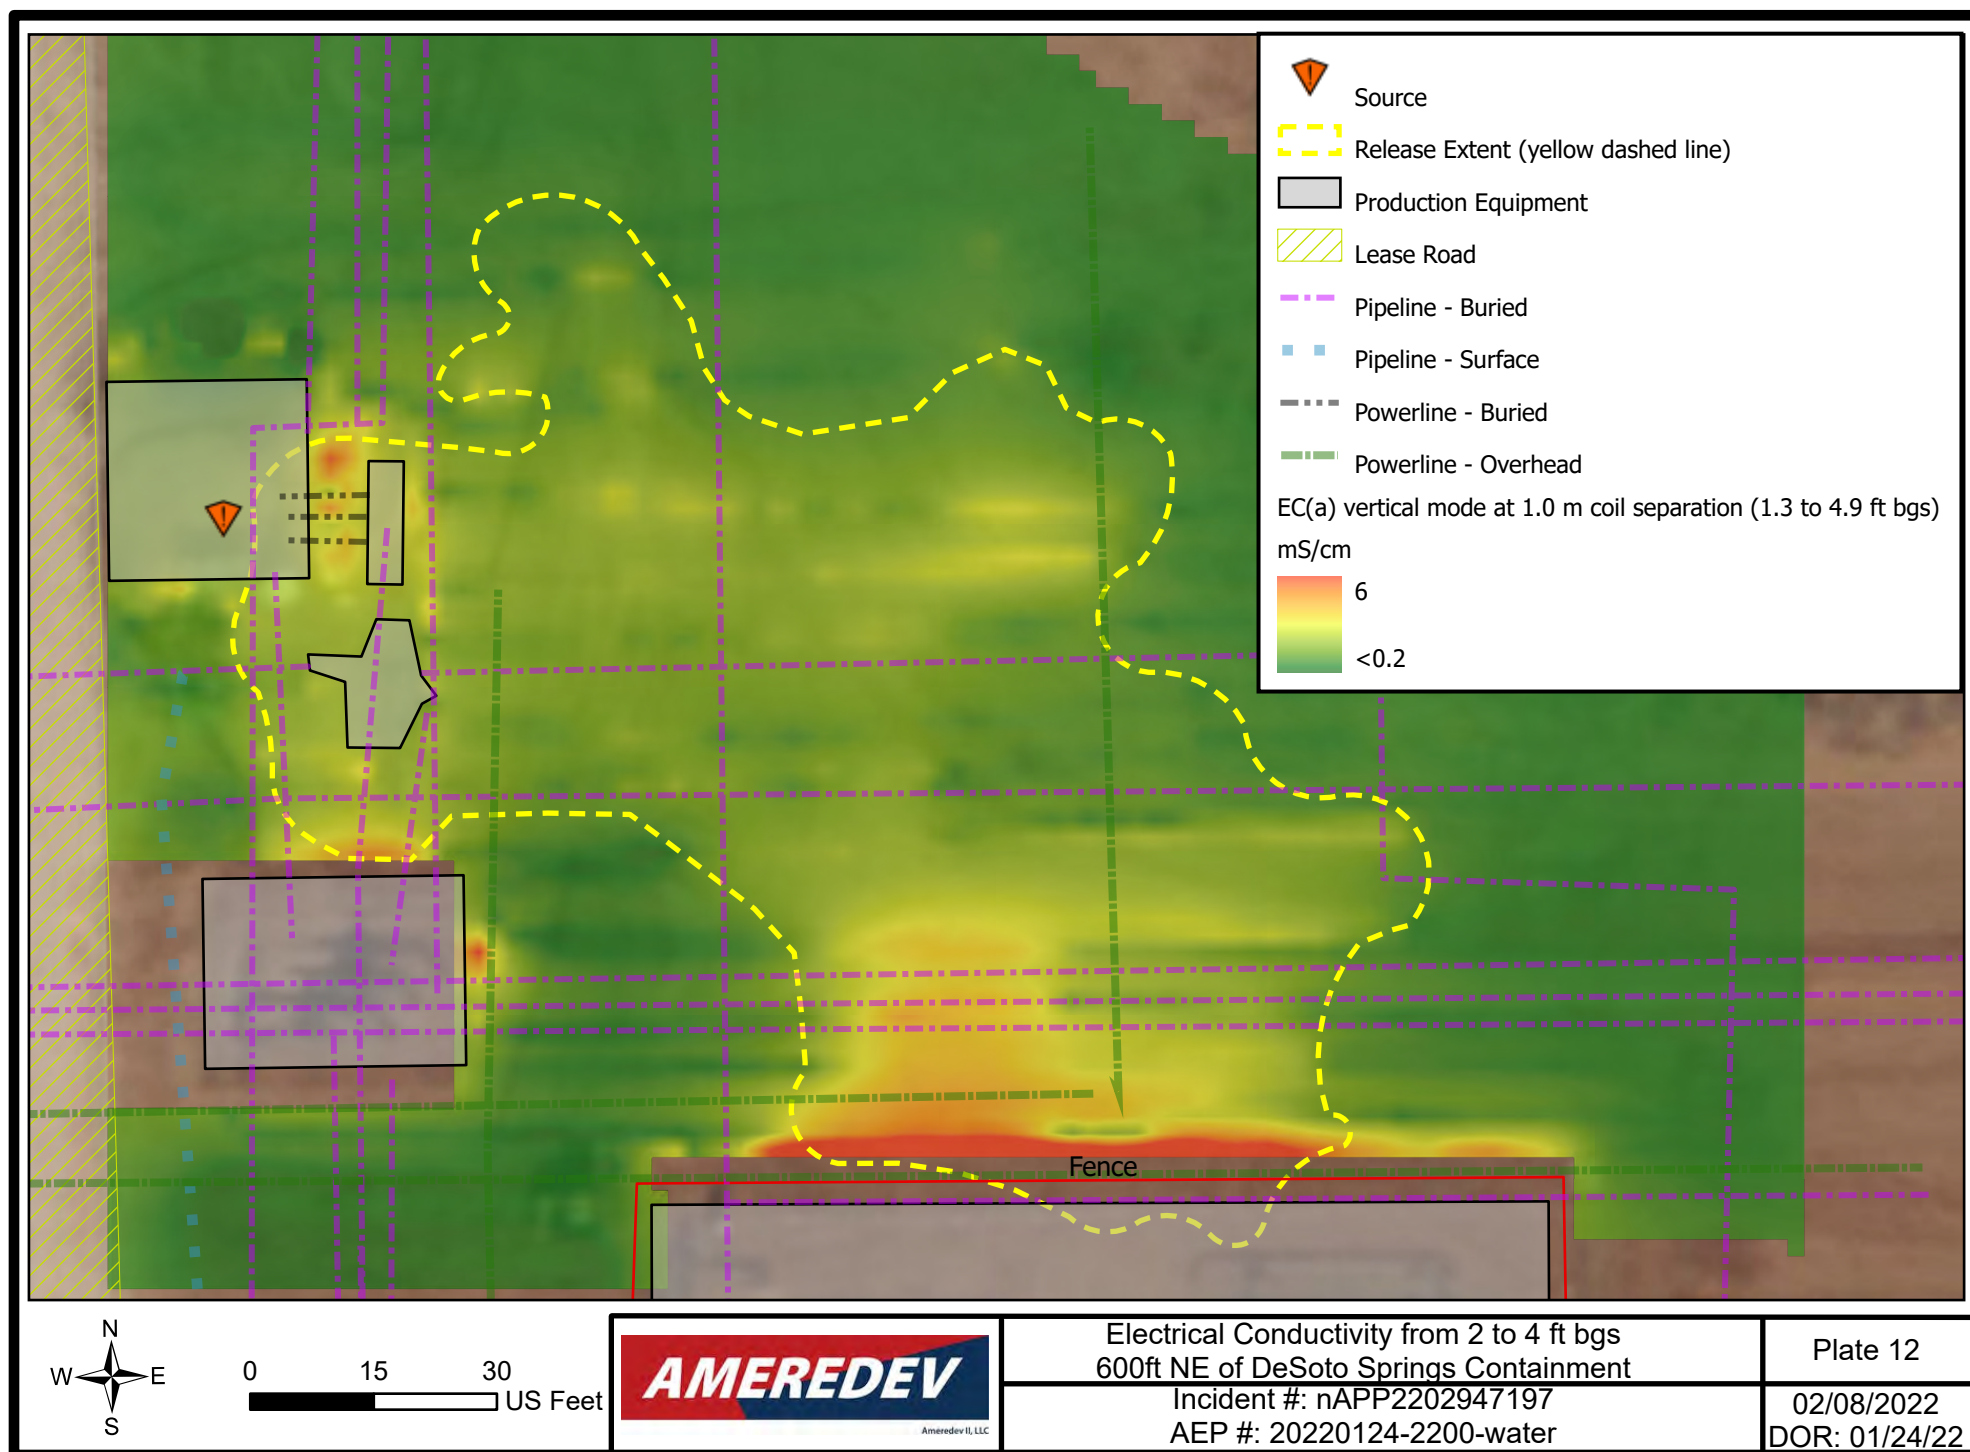 Source
Release Extent (yellow dashed line)
Production Equipment
Lease Road
Pipeline - Buried
Pipeline - Surface
Powerline - Buried
Powerline - Overhead
EC(a) vertical mode at 1.0 m coil separation (1.3 to 4.9 ft bgs)
mS/cm
6
<0.2
Fence
N
W E
S
0 15 30
US Feet
AMEREDEV
Ameredev II, LLC
Electrical Conductivity from 2 to 4 ft bgs
600ft NE of DeSoto Springs Containment
Incident #: nAPP2202947197
AEP #: 20220124-2200-water
Plate 12
02/08/2022
DOR: 01/24/22